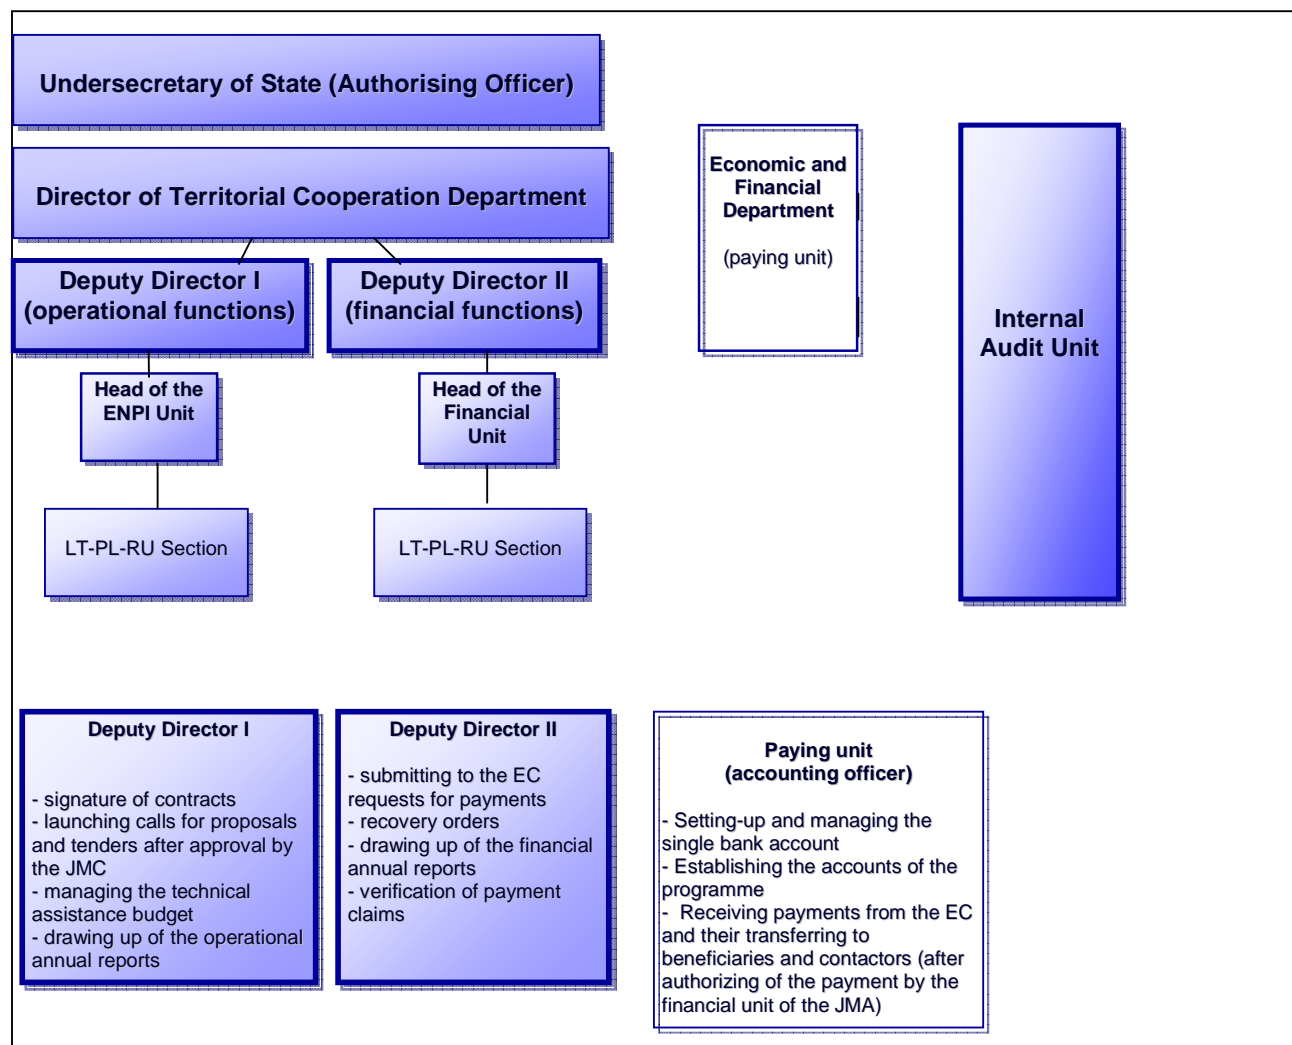 Undersecretary of State (Authorising Officer)
Director of Territorial Cooperation Department
Deputy Director I
(operational functions)
Deputy Director II
(financial functions)
Head of the
ENPI Unit
Head of the
Financial
Unit
LT-PL-RU Section
LT-PL-RU Section
Economic and
Financial
Department
(paying unit)
Internal
Audit Unit
Deputy Director I
- signature of contracts
- launching calls for proposals
and tenders after approval by
the JMC
- managing the technical
assistance budget
- drawing up of the operational
annual reports
Deputy Director II
- submitting to the EC
requests for payments
- recovery orders
- drawing up of the financial
annual reports
- verification of payment
claims
Paying unit
(accounting officer)
- Setting-up and managing the
single bank account
- Establishing the accounts of the
programme
- Receiving payments from the EC
and their transferring to
beneficiaries and contactors (after
authorizing of the payment by the
financial unit of the JMA)